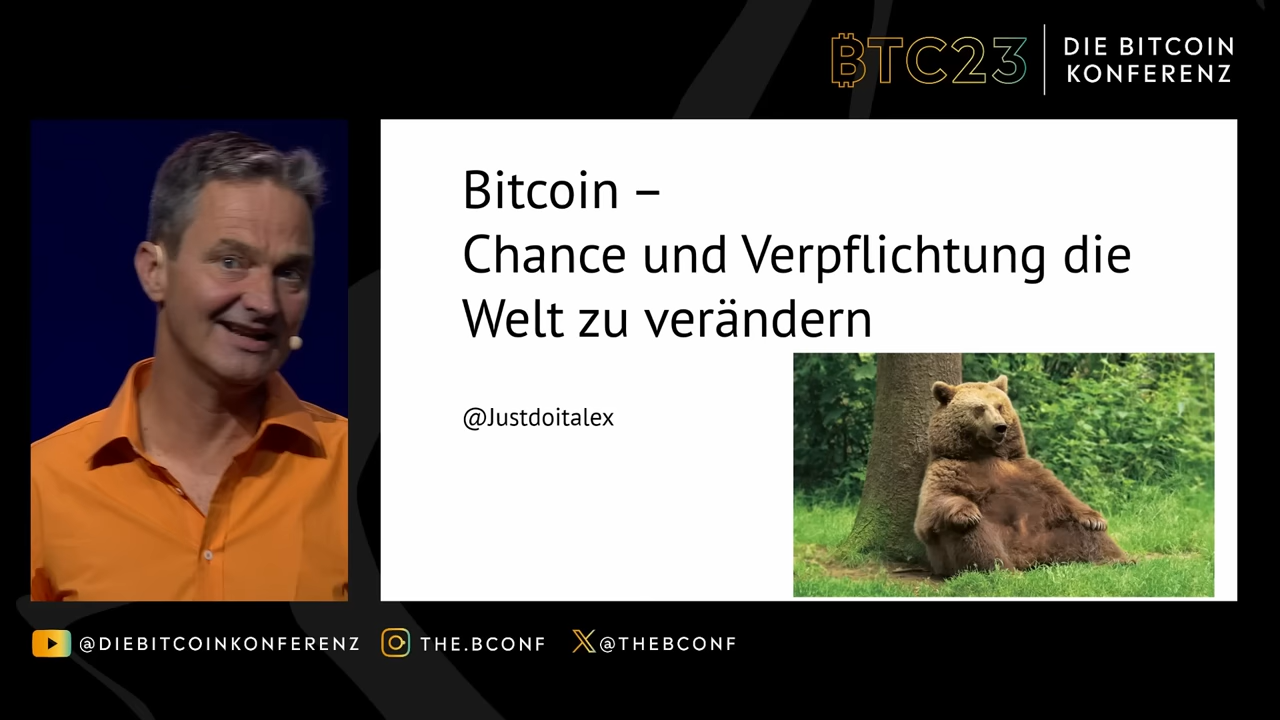 BTC23
DIE BITCOIN
KONFERENZ
Bitcoin –
Chance und Verpflichtung die
Welt zu verändern
@Justdoitalex
@DIEBITCOINKONFERENZ
THE.BCONF
@THEBCONF